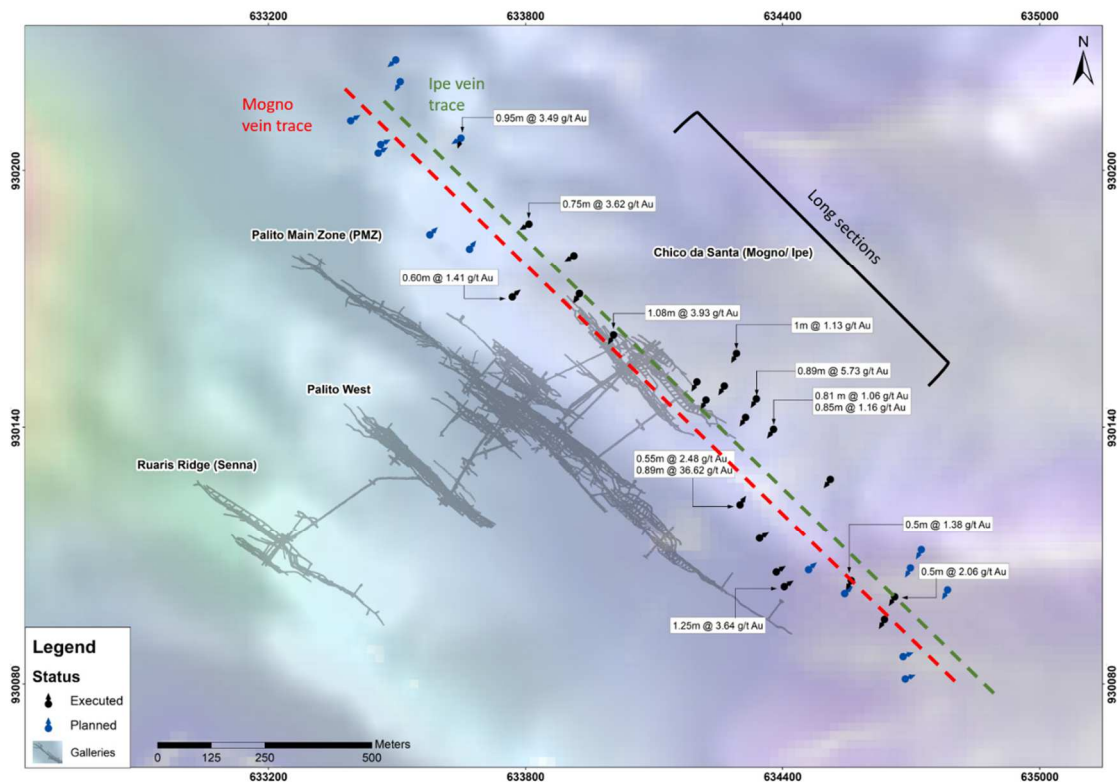 633200
633800
634400
635000
N
Ipe vein
trace
Mogno
vein trace
0.95m @ 3.49 g/t Au
930200
930200
0.75m @ 3.62 g/t Au
Long sections
Palito Main Zone (PMZ)
Chico da Santa (Mogno/ Ipe)
0.60m @ 1.41 g/t Au
1.08m @ 3.93 g/t Au
1m @ 1.13 g/t Au
0.89m @ 5.73 g/t Au
Palito West
0.81 m @ 1.06 g/t Au
0.85m @ 1.16 g/t Au
930140
930140
0.55m @ 2.48 g/t Au
0.89m @ 36.62 g/t Au
Ruaris Ridge (Senna)
0.5m @ 1.38 g/t Au
0.5m @ 2.06 g/t Au
1.25m @ 3.64 g/t Au
Legend
Status
Executed
Planned
Galleries
930080
930080
Meters
0
125
250
500
633200
633800
634400
635000